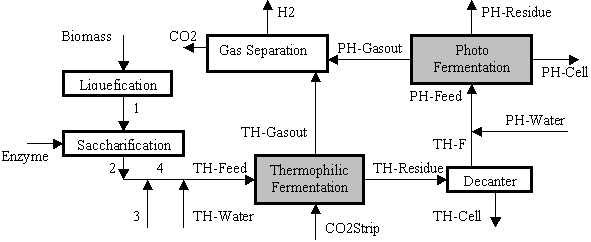 H2
PH-Residue
Biomass
CO2
Gas Separation
PH-Gasout
Photo
Fermentation
PH-Cell
Liquefication
PH-Feed
1
TH-Gasout
PH-Water
Saccharification
TH-F
Enzyme
2
4
TH-Feed
Thermophilic
Fermentation
TH-Residue
Decanter
3
TH-Water
CO2Strip
TH-Cell